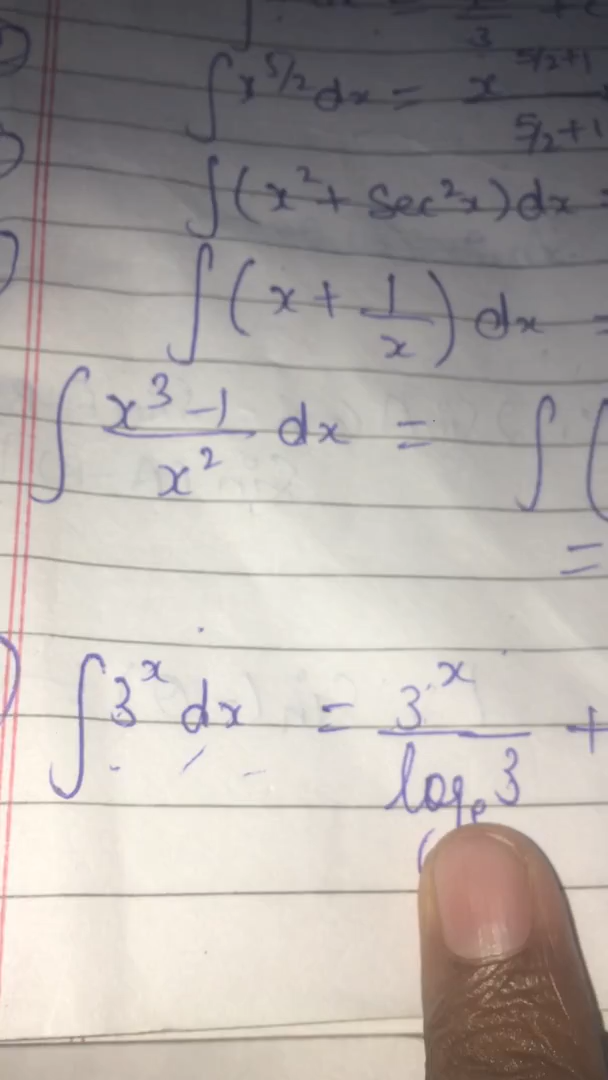 3
∫ x^5/2 dx = x^5/2+1 / 5/2+1
∫ (x² + Sec²x) dx =
∫ (x + 1/x) dx =
∫ x³-1 / x² dx = ∫ (
=
∫ 3^x dx = 3^x / logₑ3 +